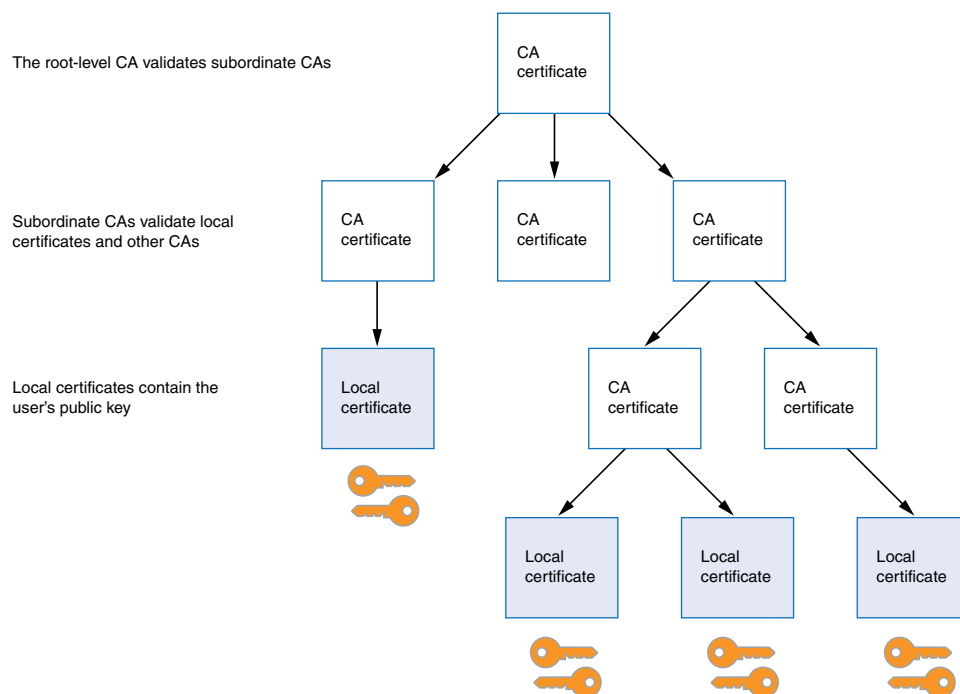 The root-level CA validates subordinate CAs
CA
certificate
Subordinate CAs validate local
certificates and other CAs
CA
certificate
CA
certificate
CA
certificate
Local certificates contain the
user's public key
Local
certificate
CA
certificate
CA
certificate
Local
certificate
Local
certificate
Local
certificate